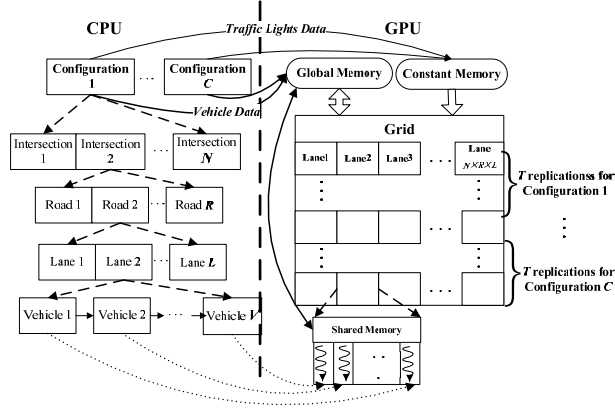 CPU
Traffic Lights Data
GPU
Configuration
1
...
Configuration
C
Global Memory
Constant Memory
Vehicle Data
Intersection
1
Intersection
2
...
Intersection
N
Road 1
Road 2
...
Road R
Lane 1
Lane 2
...
Lane L
Vehicle 1
Vehicle 2
...
Vehicle V
Grid
Lane1
Lane2
Lane3
...
Lane
N×R×L
T replicationss for
Configuration 1
T replications for
Configuration C
Shared Memory